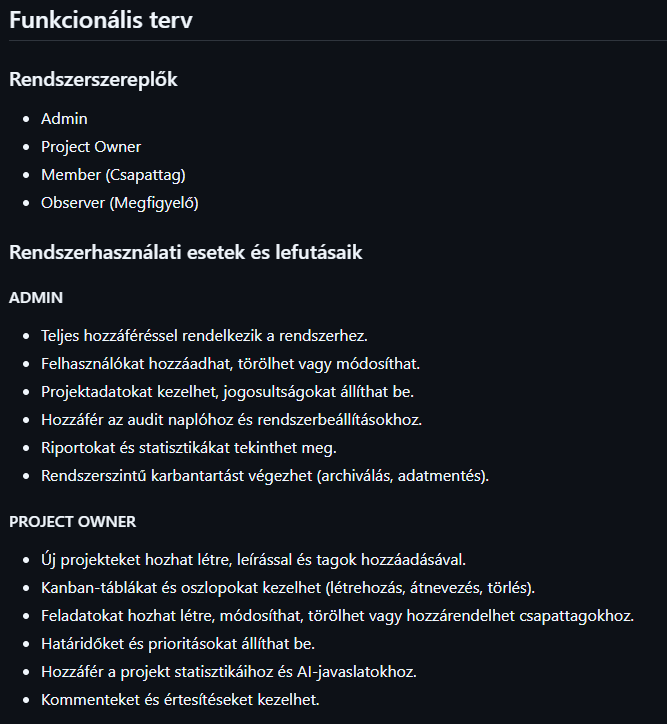 Funkcionális terv
Rendszerszereplők
Admin
Project Owner
Member (Csapattag)
Observer (Megfigyelő)
Rendszerhasználati esetek és lefutásaik
ADMIN
Teljes hozzáféréssel rendelkezik a rendszerhez.
Felhasználókat hozzáadhat, törölhet vagy módosíthat.
Projektadatokat kezelhet, jogosultságokat állíthat be.
Hozzáfér az audit naplóhoz és rendszerbeállításokhoz.
Riportokat és statisztikákat tekinthet meg.
Rendszerszintű karbantartást végezhet (archiválás, adatmentés).
PROJECT OWNER
Új projekteket hozhat létre, leírással és tagok hozzáadásával.
Kanban-táblákat és oszlopokat kezelhet (létrehozás, átnevezés, törlés).
Feladatokat hozhat létre, módosíthat, törölhet vagy hozzárendelhet csapattagokhoz.
Határidőket és prioritásokat állíthat be.
Hozzáfér a projekt statisztikáihoz és AI-javaslatokhoz.
Kommenteket és értesítéseket kezelhet.